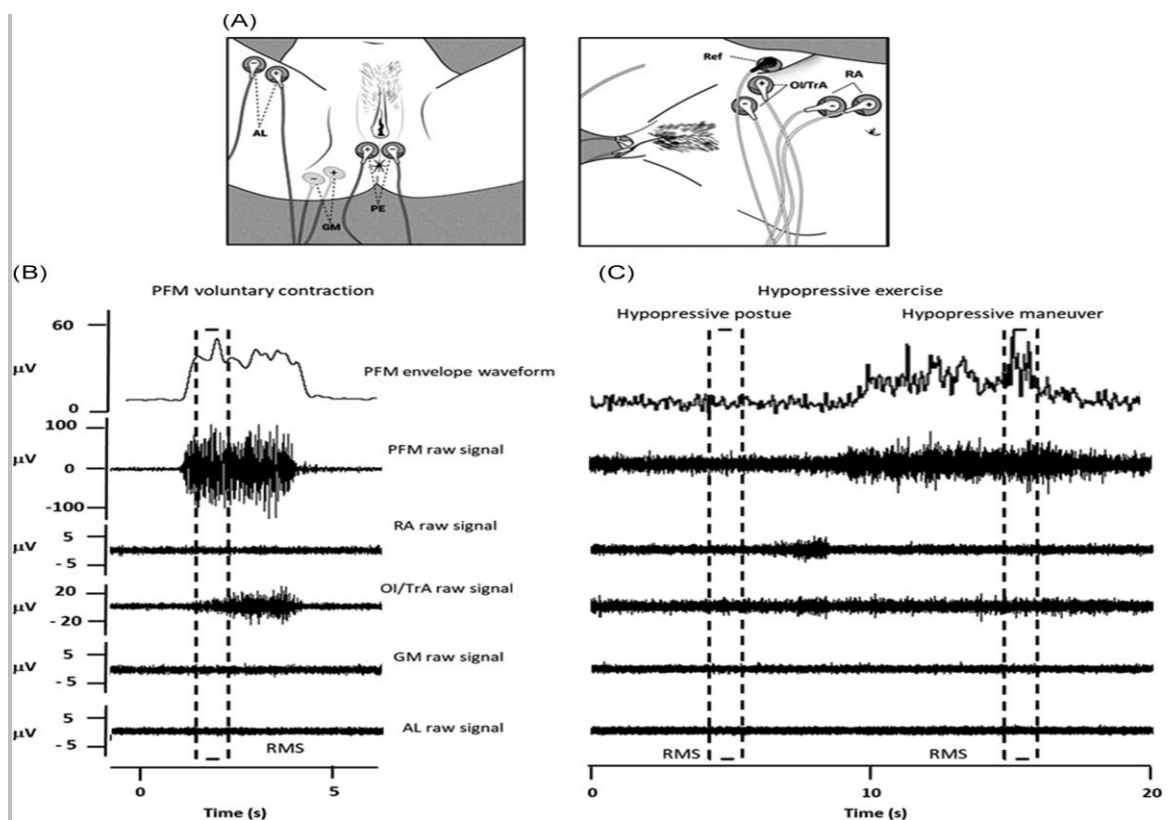 (A)
AL
GM
PE
Ref
OI/TrA
RA
(B)
PFM voluntary contraction
60
μV
0
PFM envelope waveform
100
μV
0
-100
PFM raw signal
5
μV
-5
RA raw signal
20
μV
-20
OI/TrA raw signal
5
μV
-5
GM raw signal
5
μV
-5
AL raw signal
RMS
0
5
Time (s)
(C)
Hypopressive exercise
Hypopressive postue
Hypopressive maneuver
RMS
RMS
0
10
20
Time (s)